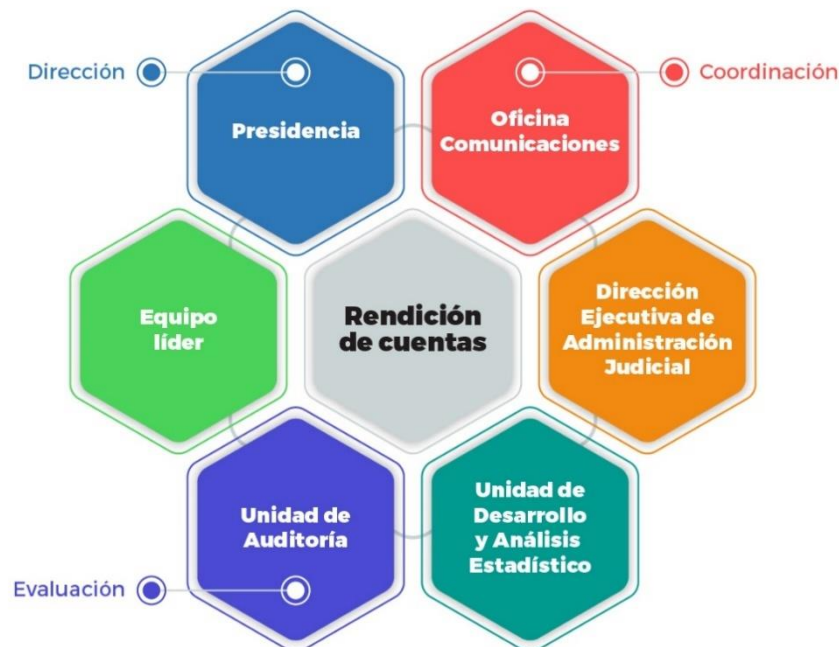 Dirección
Presidencia
Oficina
Comunicaciones
Coordinación
Equipo
líder
Rendición
de cuentas
Dirección
Ejecutiva de
Administración
Judicial
Unidad de
Auditoría
Unidad de
Desarrollo
y Análisis
Estadístico
Evaluación